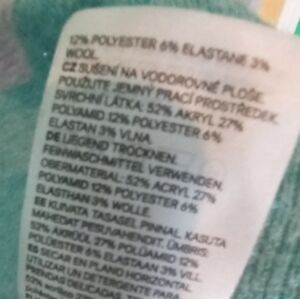 12% POLYESTER 6% ELASTANE 3%
WOOL.
CZ SUŠENÍ NA VODOROVNÉ PLOŠE.
POUŽIJTE JEMNÝ PRACÍ PROSTŘEDEK.
SVRCHNÍ LÁTKA: 52% AKRYL 27%
POLYAMID 12% POLYESTER 6%
ELASTAN 3% VLNA.
DE LIEGEND TROCKNEN.
FEINWASCHMITTEL VERWENDEN.
OBERMATERIAL: 52% ACRYL 27%
POLYAMID 12% POLYESTER 6%
ELASTHAN 3% WOLLE.
EE KUIVATA TASASEL PINNAL. KASUTA
MAHEDAT PESUVAHENDIT. ÜMBRIS:
52% AKRÜÜL 27% POLÜAMIID 12%
POLÜESTER 6% ELASTAAN 3% VILL.
ES SECAR EN PLANO HORIZONTAL.
UTILIZAR UN DETERGENTE PARA
PRENDAS DELICADAS.